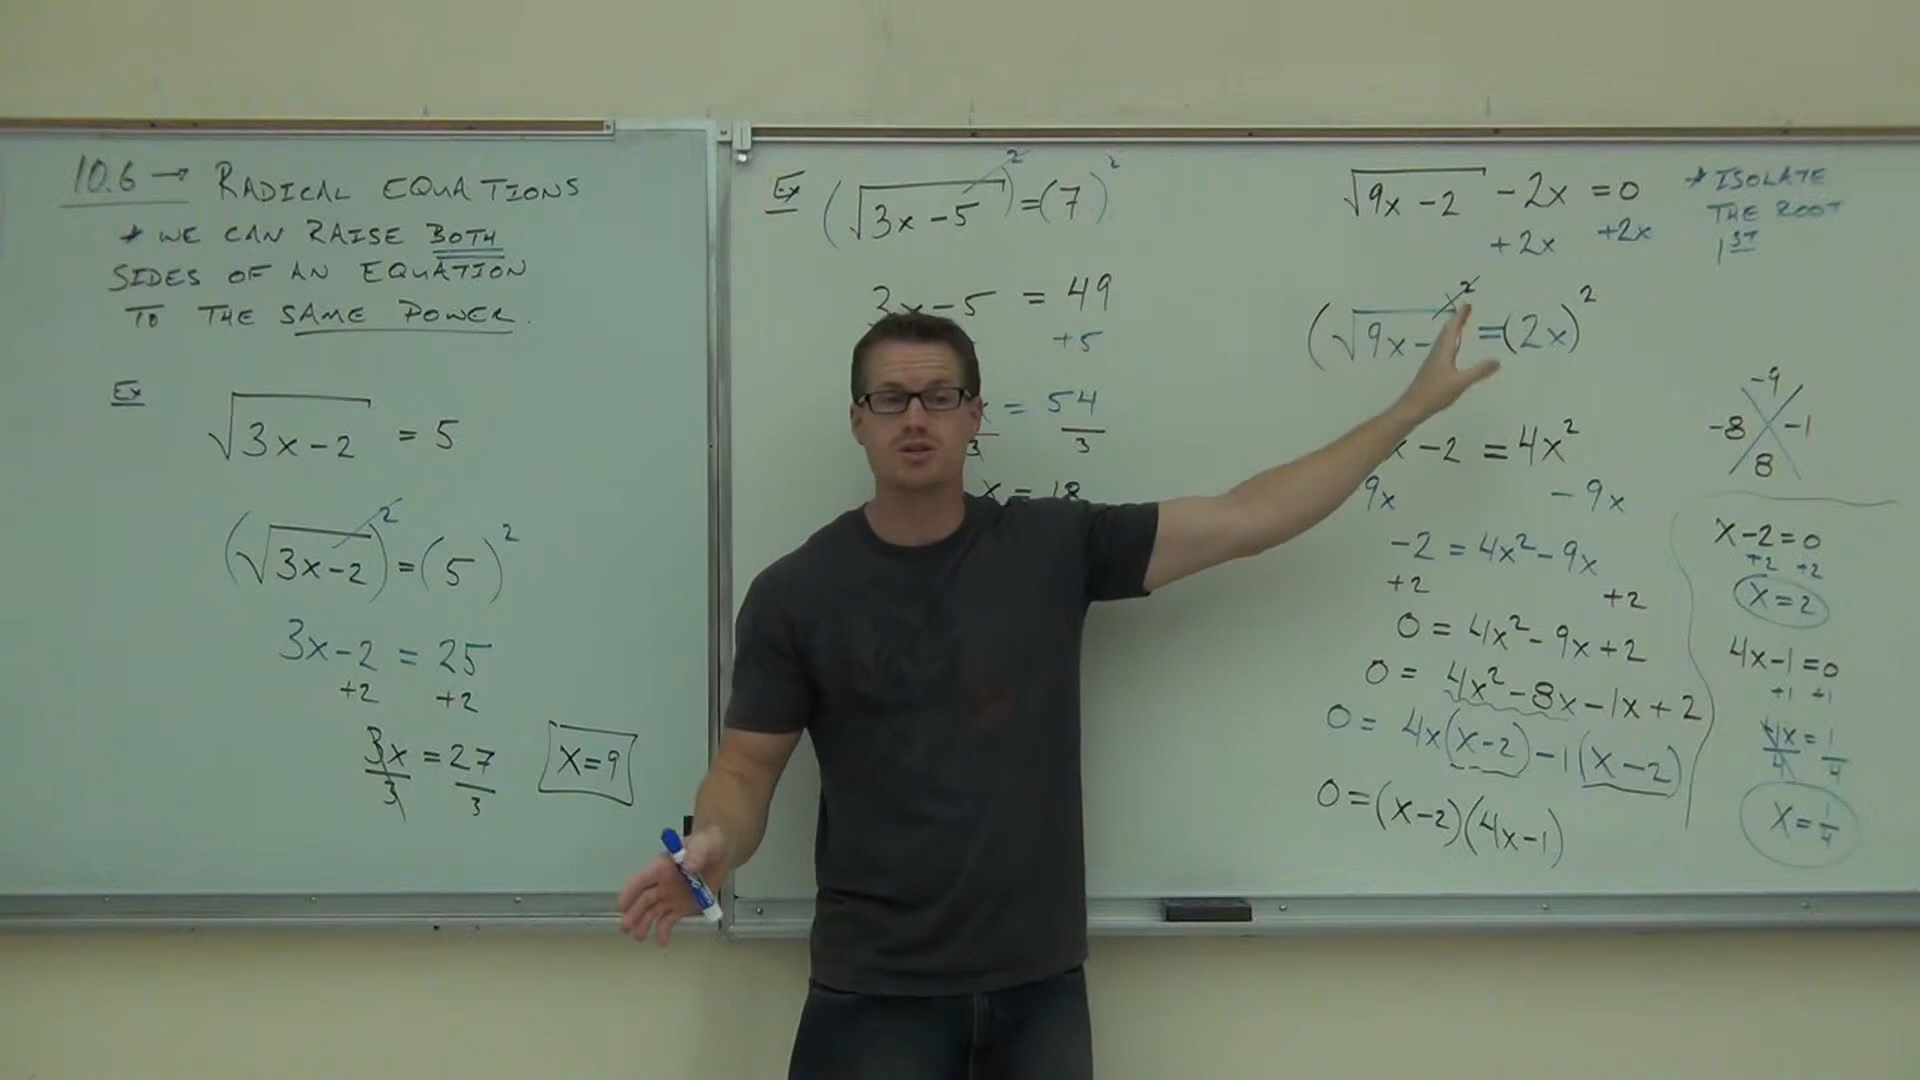 10.6 → RADICAL EQUATIONS
* WE CAN RAISE BOTH
SIDES OF AN EQUATION
TO THE SAME POWER.
Ex
√3x-2 = 5
(√3x-2)² = (5)²
3x-2 = 25
+2 +2
3x = 27
3 3
X=9
Ex (√3x-5)² = (7)²
3x-5 = 49
+5
x = 54
3 3
X = 18
√9x-2 -2x = 0
+2x +2x
* ISOLATE
THE ROOT
1ST
(√9x- ² = (2x)²
x-2 = 4x²
9x -9x
-2 = 4x²-9x
+2 +2
0 = 4x²-9x+2
0 = 4x²-8x-1x+2
0 = 4x(x-2)-1(x-2)
0=(x-2)(4x-1)
-9
-8 -1
8
X-2=0
+2 +2
X=2
4x-1=0
+1 +1
4x = 1
4 4
X=1/4